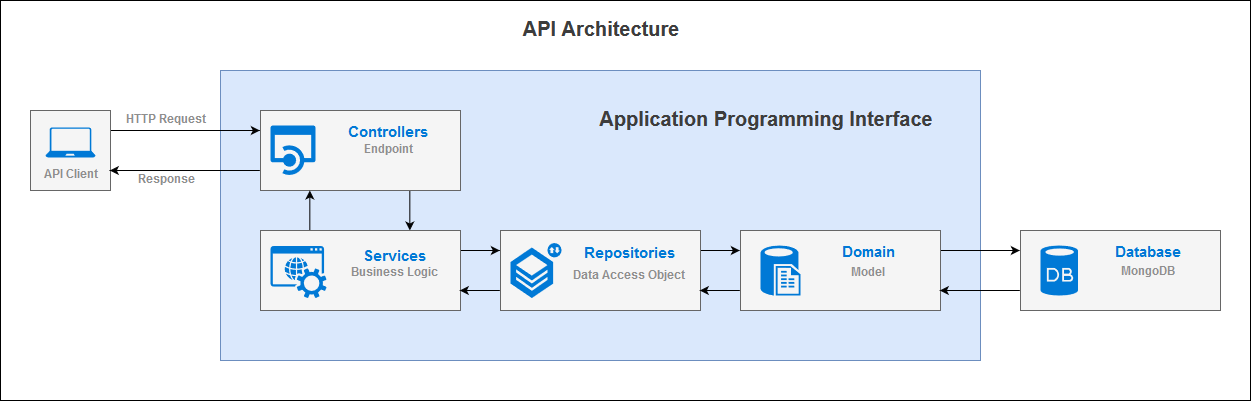 API Architecture
Application Programming Interface
HTTP Request
Response
API Client
Controllers
Endpoint
Services
Business Logic
Repositories
Data Access Object
Domain
Model
Database
MongoDB
DB